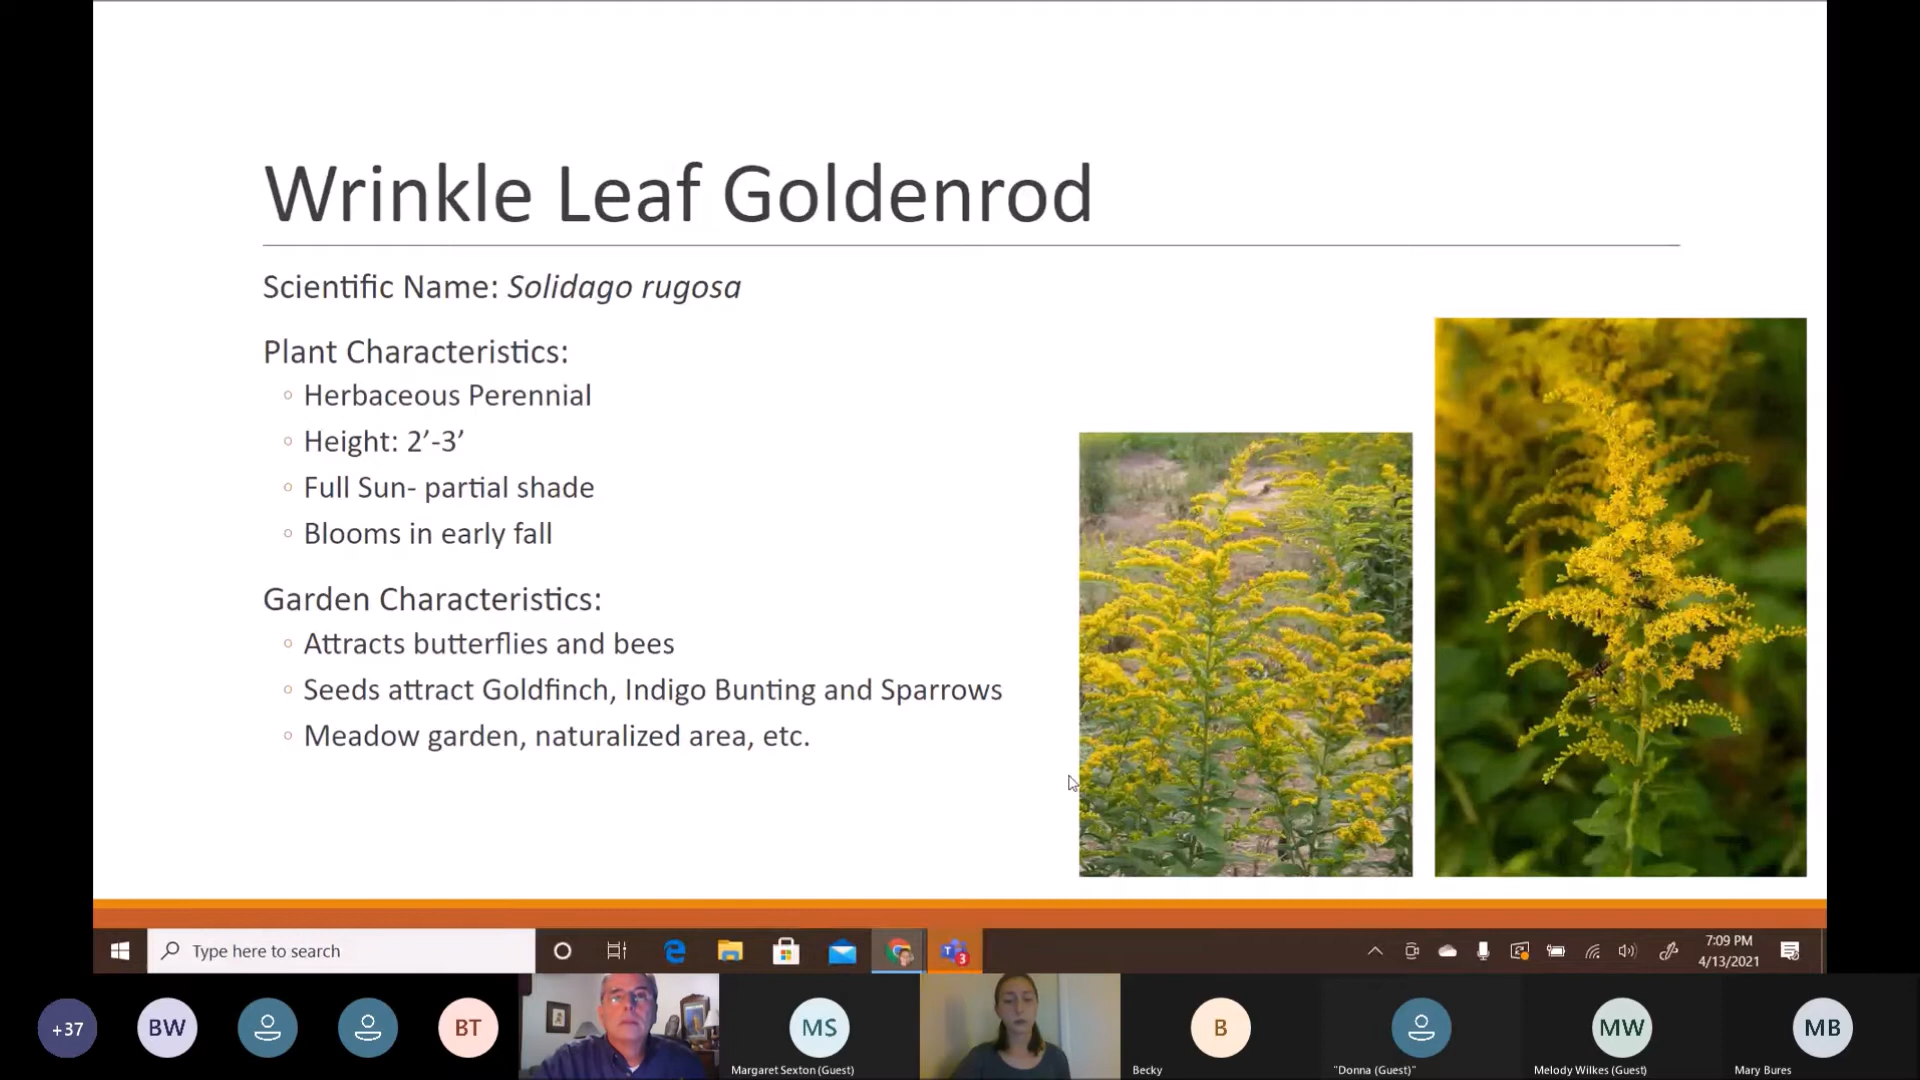 Wrinkle Leaf Goldenrod
Scientific Name: Solidago rugosa
Plant Characteristics:
Herbaceous Perennial
Height: 2’-3’
Full Sun- partial shade
Blooms in early fall
Garden Characteristics:
Attracts butterflies and bees
Seeds attract Goldfinch, Indigo Bunting and Sparrows
Meadow garden, naturalized area, etc.
Type here to search
3
7:09 PM
4/13/2021
+37
BW
BT
MS
Margaret Sexton (Guest)
B
Becky
"Donna (Guest)"
MW
Melody Wilkes (Guest)
MB
Mary Bures